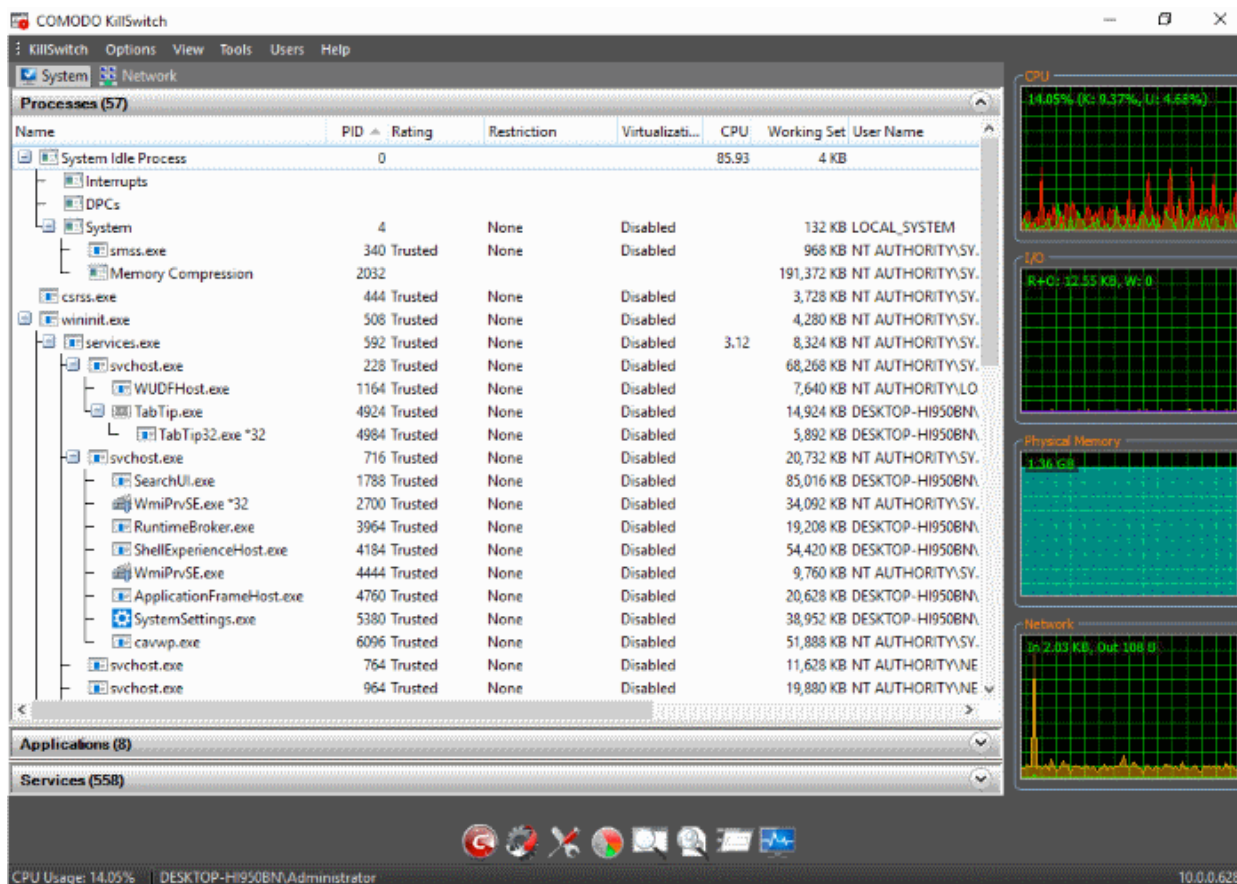 COMODO KillSwitch
KillSwitch Options View Tools Users Help
System Network
Processes (57)
Name PID Rating Restriction Virtualizati... CPU Working Set User Name
System Idle Process 0 85.93 4 KB
Interrupts
DPCs
System 4 None Disabled 132 KB LOCAL_SYSTEM
smss.exe 340 Trusted None Disabled 968 KB NT AUTHORITY\SY.
Memory Compression 2032 191,372 KB NT AUTHORITY\SY.
csrss.exe 444 Trusted None Disabled 3,728 KB NT AUTHORITY\SY.
wininit.exe 508 Trusted None Disabled 4,280 KB NT AUTHORITY\SY.
services.exe 592 Trusted None Disabled 3.12 8,324 KB NT AUTHORITY\SY.
svchost.exe 228 Trusted None Disabled 68,268 KB NT AUTHORITY\SY.
WUDFHost.exe 1164 Trusted None Disabled 7,640 KB NT AUTHORITY\LO
TabTip.exe 4924 Trusted None Disabled 14,924 KB DESKTOP-HI950BN\
TabTip32.exe *32 4984 Trusted None Disabled 5,892 KB DESKTOP-HI950BN\
svchost.exe 716 Trusted None Disabled 20,732 KB NT AUTHORITY\SY.
SearchUI.exe 1788 Trusted None Disabled 85,016 KB DESKTOP-HI950BN\
WmiPrvSE.exe *32 2700 Trusted None Disabled 34,092 KB NT AUTHORITY\SY.
RuntimeBroker.exe 3964 Trusted None Disabled 19,208 KB DESKTOP-HI950BN\
ShellExperienceHost.exe 4184 Trusted None Disabled 54,420 KB DESKTOP-HI950BN\
WmiPrvSE.exe 4444 Trusted None Disabled 9,760 KB NT AUTHORITY\SY.
ApplicationFrameHost.exe 4760 Trusted None Disabled 20,628 KB DESKTOP-HI950BN\
SystemSettings.exe 5380 Trusted None Disabled 38,952 KB DESKTOP-HI950BN\
cavwp.exe 6096 Trusted None Disabled 51,888 KB NT AUTHORITY\SY.
svchost.exe 764 Trusted None Disabled 11,628 KB NT AUTHORITY\NE
svchost.exe 964 Trusted None Disabled 19,880 KB NT AUTHORITY\NE
Applications (8)
Services (558)
CPU
14.05% (K: 9.37%, U: 4.68%)
I/O
R+O: 12.55 KB, W: 0
Physical Memory
1.36 GB
Network
In 2.03 KB, Out 108 B
CPU Usage: 14.05% DESKTOP-HI950BN\Administrator 10.0.0.628